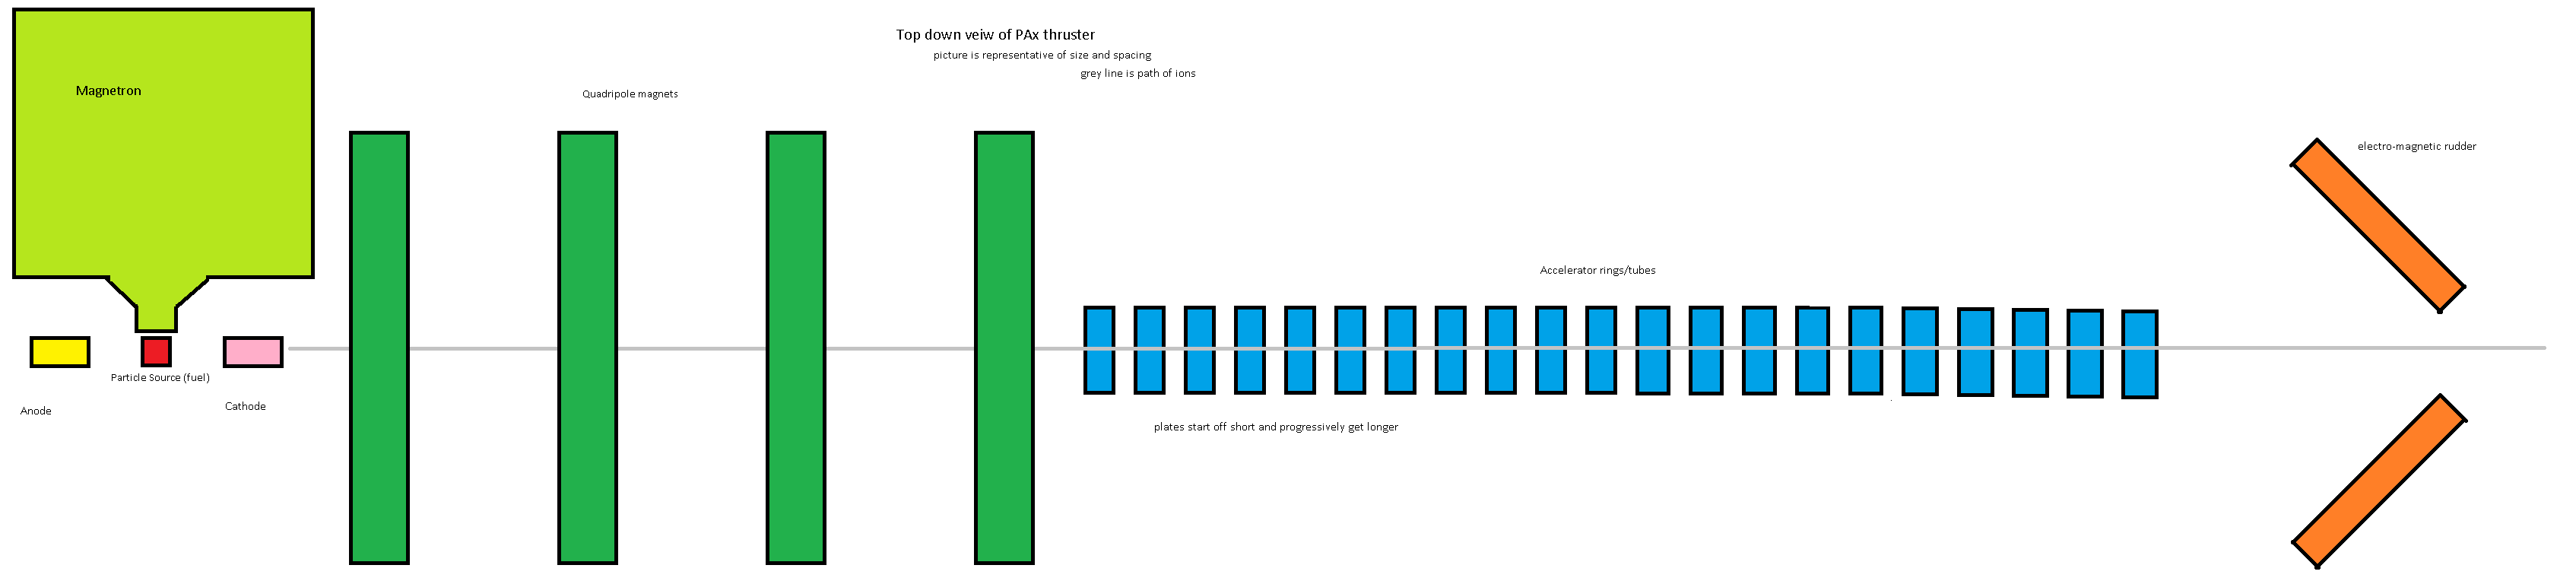 Top down veiw of PAx thruster
picture is representative of size and spacing
grey line is path of ions
Magnetron
Quadripole magnets
electro-magnetic rudder
Accelerator rings/tubes
Particle Source (fuel)
Anode
Cathode
plates start off short and progressively get longer